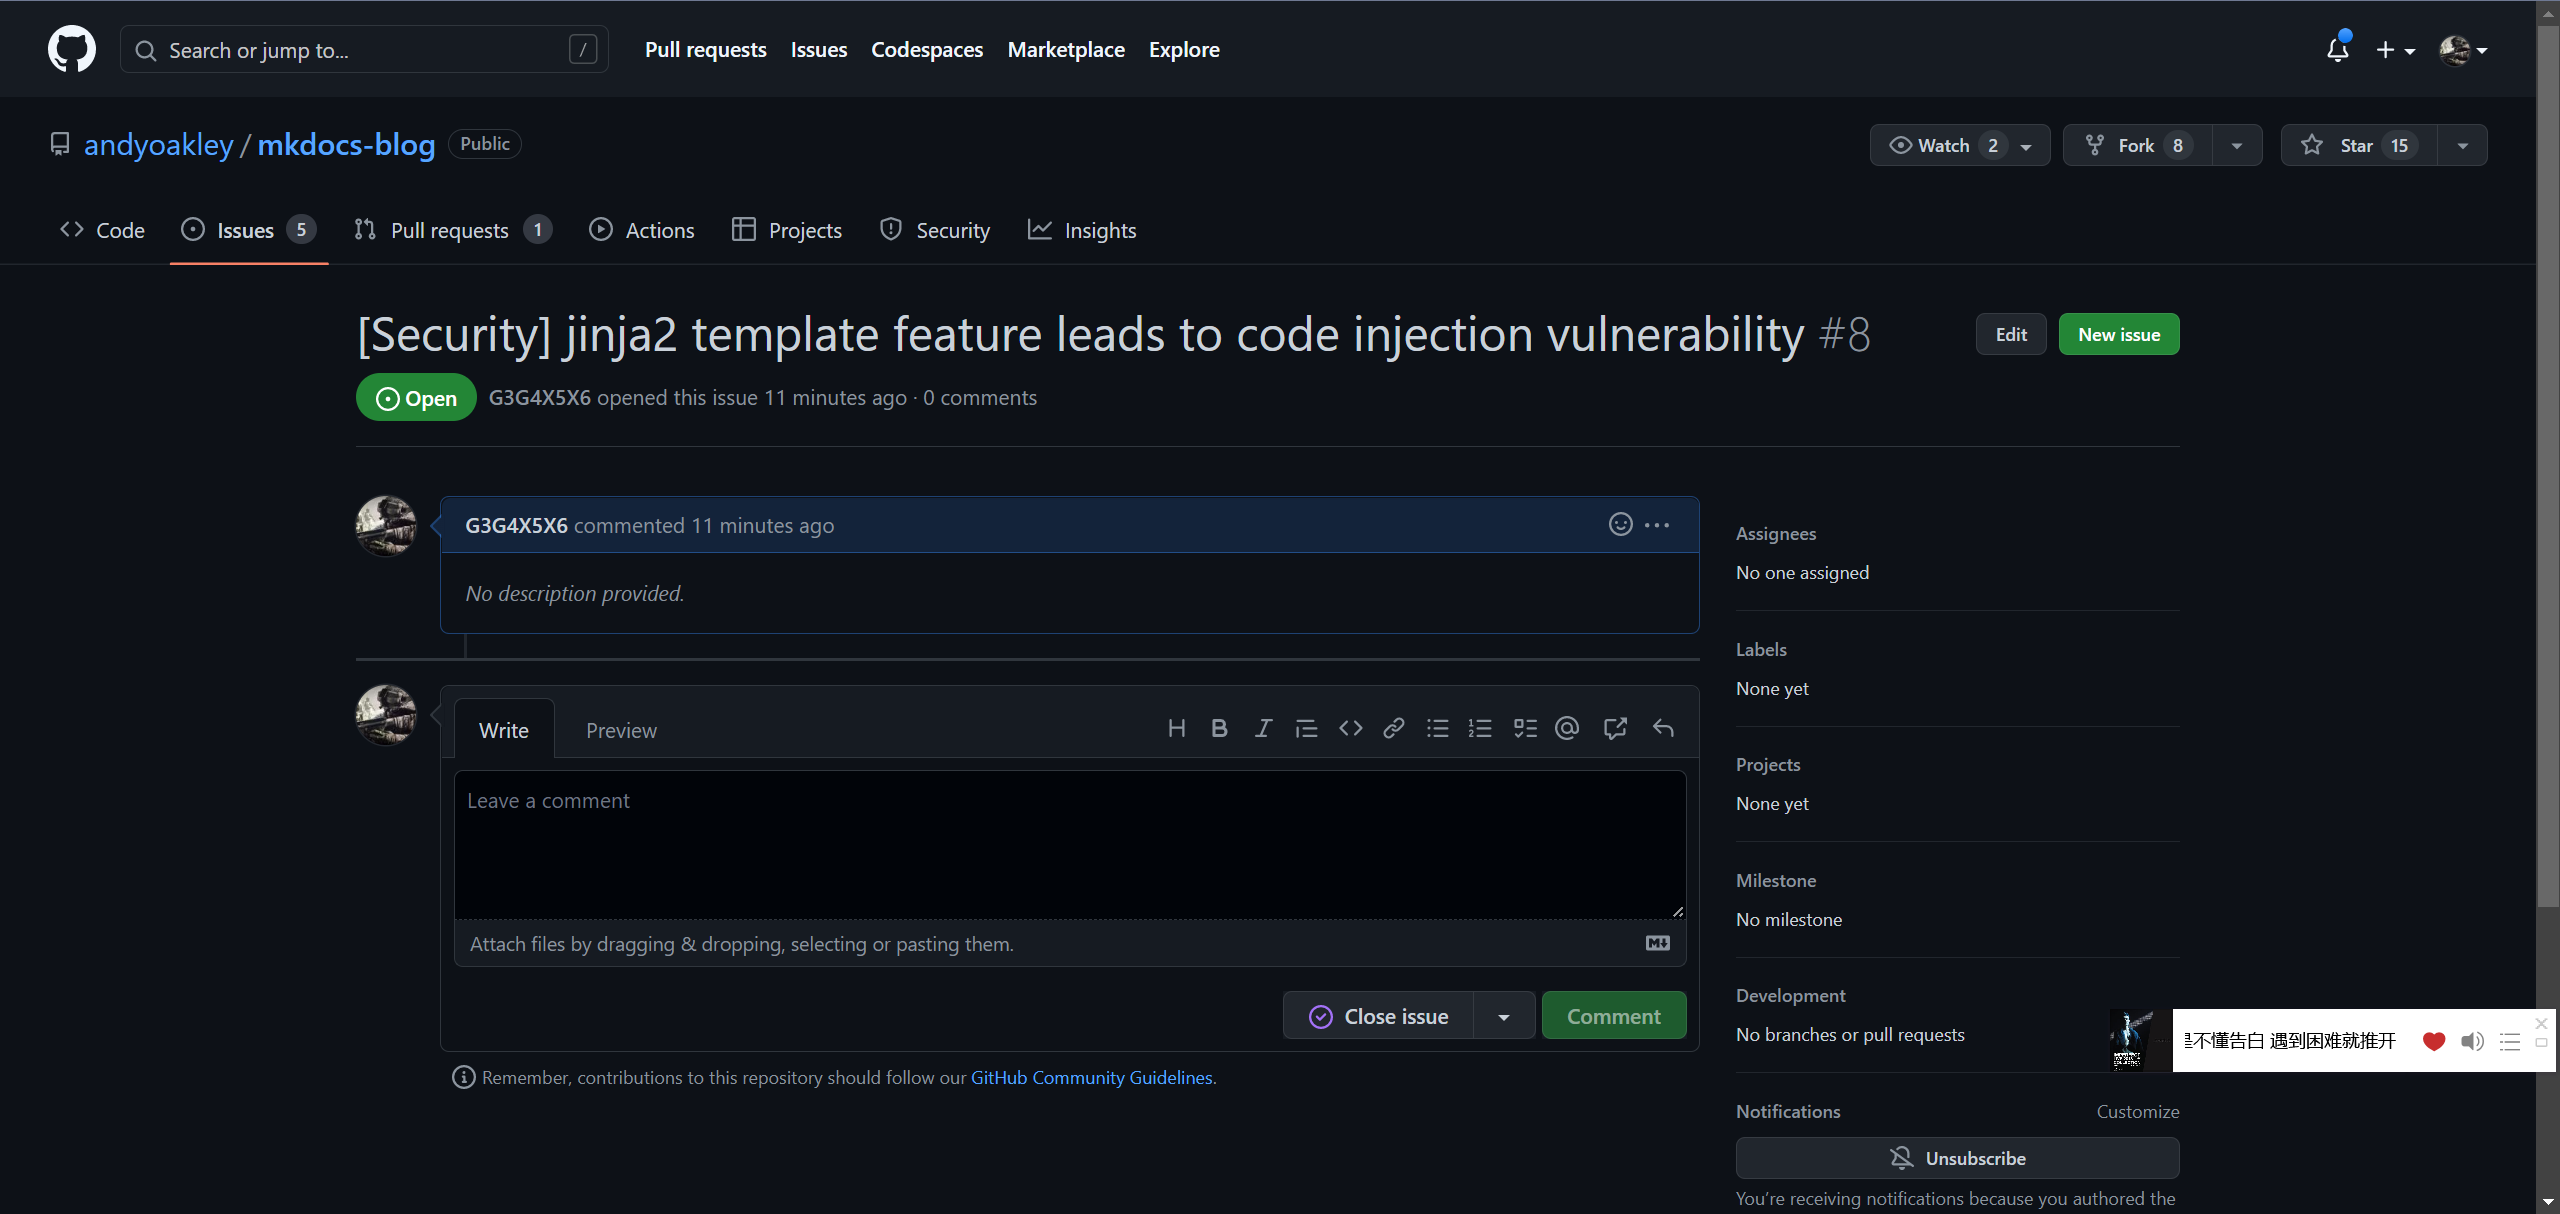 Search or jump to... /
Pull requests Issues Codespaces Marketplace Explore
andyoakley / mkdocs-blog Public
Watch 2 Fork 8 Star 15
Code Issues 5 Pull requests 1 Actions Projects Security Insights
[Security] jinja2 template feature leads to code injection vulnerability #8
Edit New issue
Open G3G4X5X6 opened this issue 11 minutes ago · 0 comments
G3G4X5X6 commented 11 minutes ago
No description provided.
Write Preview
Leave a comment
Attach files by dragging & dropping, selecting or pasting them.
Close issue Comment
Remember, contributions to this repository should follow our GitHub Community Guidelines.
Assignees
No one assigned
Labels
None yet
Projects
None yet
Milestone
No milestone
Development
No branches or pull requests
不懂告白 遇到困难就推开
Notifications Customize
Unsubscribe
You're receiving notifications because you authored the